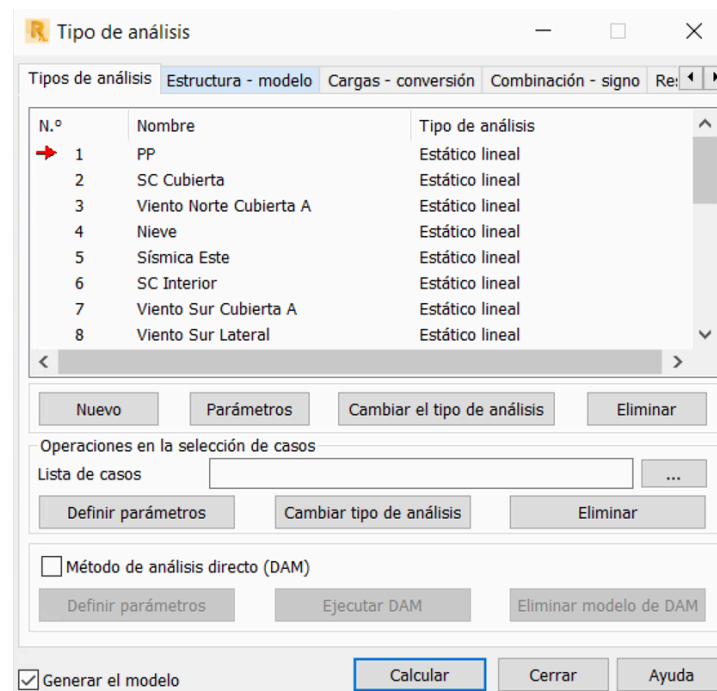 Tipo de análisis
Tipos de análisis Estructura - modelo Cargas - conversión Combinación - signo Re:
N.º Nombre Tipo de análisis
1 PP Estático lineal
2 SC Cubierta Estático lineal
3 Viento Norte Cubierta A Estático lineal
4 Nieve Estático lineal
5 Sísmica Este Estático lineal
6 SC Interior Estático lineal
7 Viento Sur Cubierta A Estático lineal
8 Viento Sur Lateral Estático lineal
Nuevo Parámetros Cambiar el tipo de análisis Eliminar
Operaciones en la selección de casos
Lista de casos ...
Definir parámetros Cambiar tipo de análisis Eliminar
Método de análisis directo (DAM)
Definir parámetros Ejecutar DAM Eliminar modelo de DAM
Generar el modelo Calcular Cerrar Ayuda